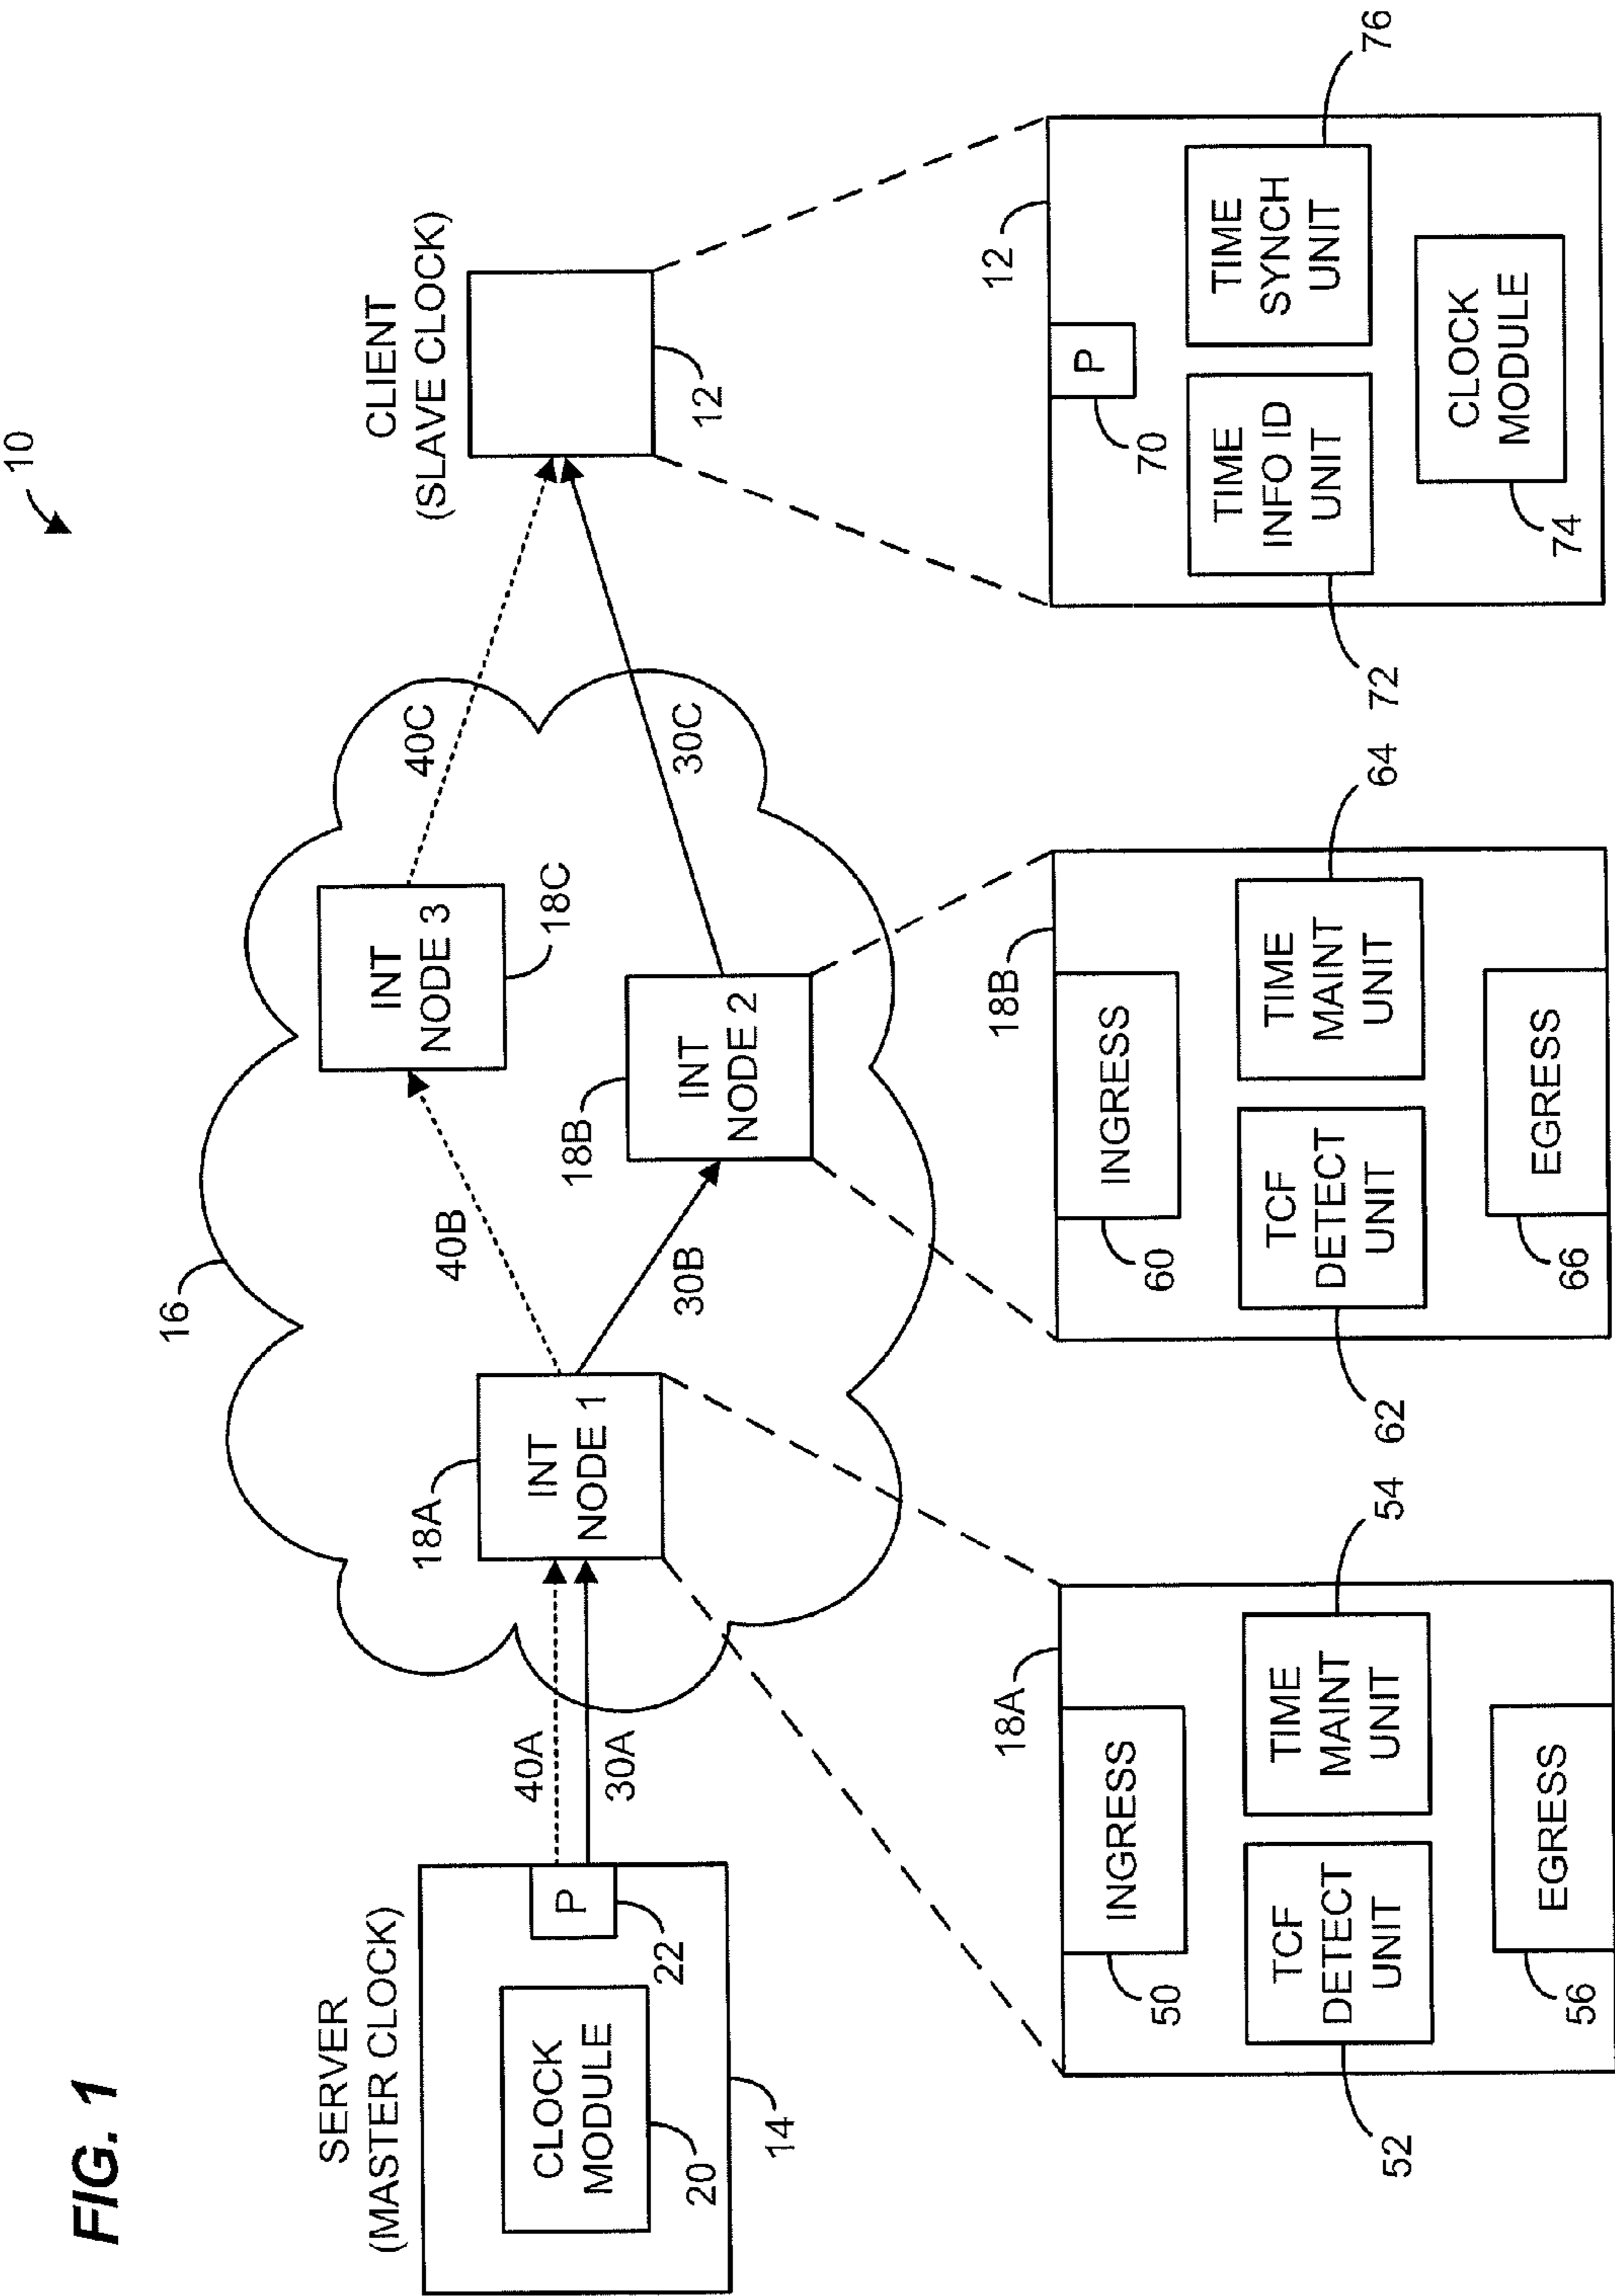 FIG. 1
10
SERVER
(MASTER CLOCK)
CLOCK
MODULE
20
P
22
14
40A
30A
16
18A
INT
NODE 1
40B
30B
INT
NODE 3
18C
18B
INT
NODE 2
40C
30C
CLIENT
(SLAVE CLOCK)
12
18A
INGRESS
50
TCF
DETECT
UNIT
52
TIME
MAINT
UNIT
54
EGRESS
56
18B
INGRESS
60
TCF
DETECT
UNIT
62
TIME
MAINT
UNIT
64
EGRESS
66
12
P
70
TIME
INFO ID
UNIT
72
TIME
SYNCH
UNIT
76
CLOCK
MODULE
74